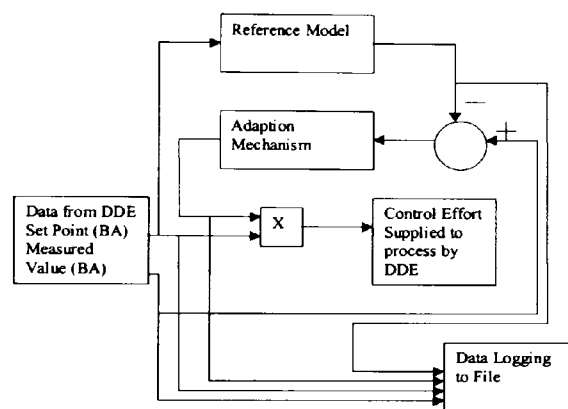 Reference Model
—
+
Adaption
Mechanism
Data from DDE
Set Point (BA)
Measured
Value (BA)
X
Control Effort
Supplied to
process by
DDE
Data Logging
to File